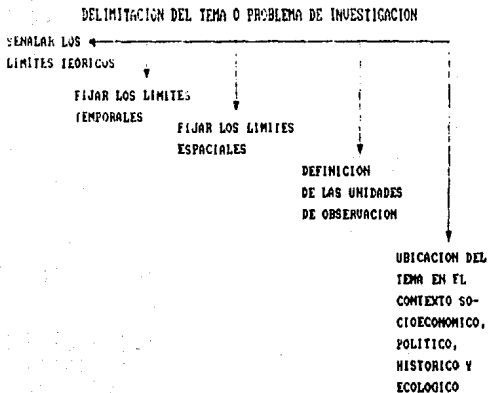 DELIMITACION DEL TEMA O PROBLEMA DE INVESTIGACION
SENALAR LOS
LIMITES TEORICOS
FIJAR LOS LIMITES
TEMPORALES
FIJAR LOS LIMITES
ESPACIALES
DEFINICION
DE LAS UNIDADES
DE OBSERVACION
UBICACION DEL
TEMA EN EL
CONTEXTO SO-
CIOECONOMICO,
POLITICO,
HISTORICO Y
ECOLOGICO